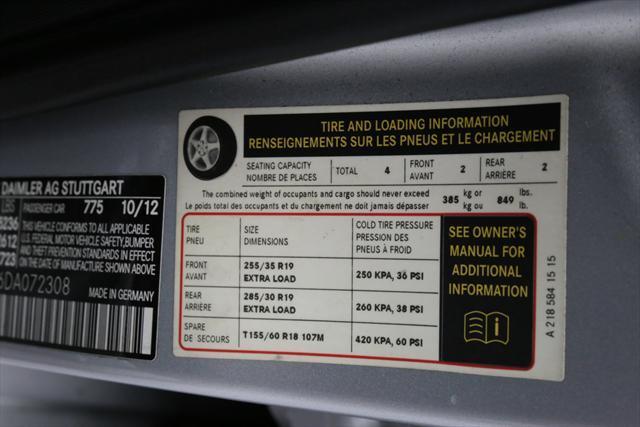 DAIMLER AG STUTTGART
LBS PASSENGER CAR 775 10/12
THIS VEHICLE CONFORMS TO ALL APPLICABLE
U.S. FEDERAL MOTOR VEHICLE SAFETY, BUMPER
AND THEFT PREVENTION STANDARDS IN EFFECT
ON THE DATE OF MANUFACTURE SHOWN ABOVE.
DA072308 MADE IN GERMANY
TIRE AND LOADING INFORMATION
RENSEIGNEMENTS SUR LES PNEUS ET LE CHARGEMENT
SEATING CAPACITY
NOMBRE DE PLACES
TOTAL 4
FRONT
AVANT
2
REAR
ARRIÈRE
2
The combined weight of occupants and cargo should never exceed
Le poids total des occupants et du chargement ne doit jamais dépasser
385 kg or
kg ou
849 lbs.
lb.
TIRE
PNEU
SIZE
DIMENSIONS
COLD TIRE PRESSURE
PRESSION DES
PNEUS À FROID
FRONT
AVANT
255/35 R19
EXTRA LOAD
250 KPA, 36 PSI
REAR
ARRIÈRE
285/30 R19
EXTRA LOAD
260 KPA, 38 PSI
SPARE
DE SECOURS
T155/60 R18 107M
420 KPA, 60 PSI
SEE OWNER'S
MANUAL FOR
ADDITIONAL
INFORMATION
i
A 218 584 15 15